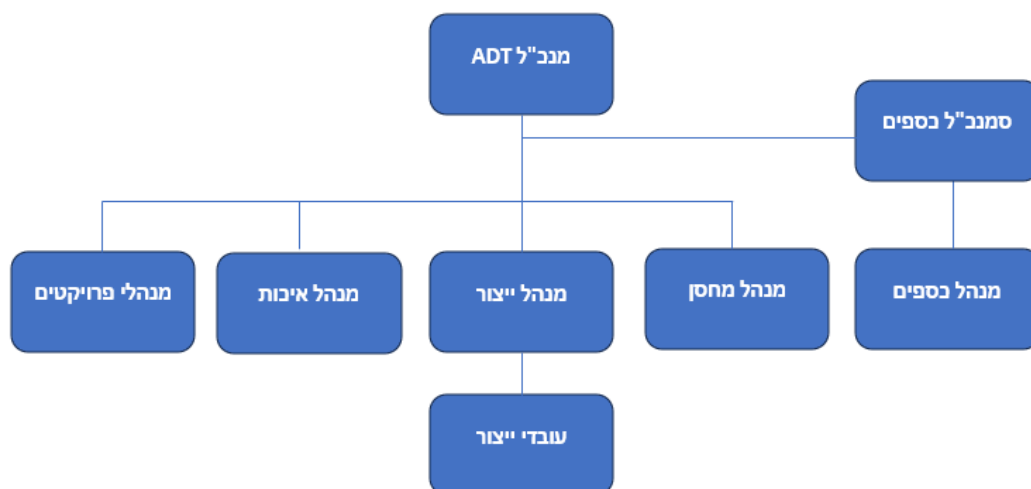 מנכ"ל ADT
סמנכ"ל כספים
מנהל כספים
מנהל מחסן
מנהל ייצור
מנהל איכות
מנהלי פרויקטים
עובדי ייצור